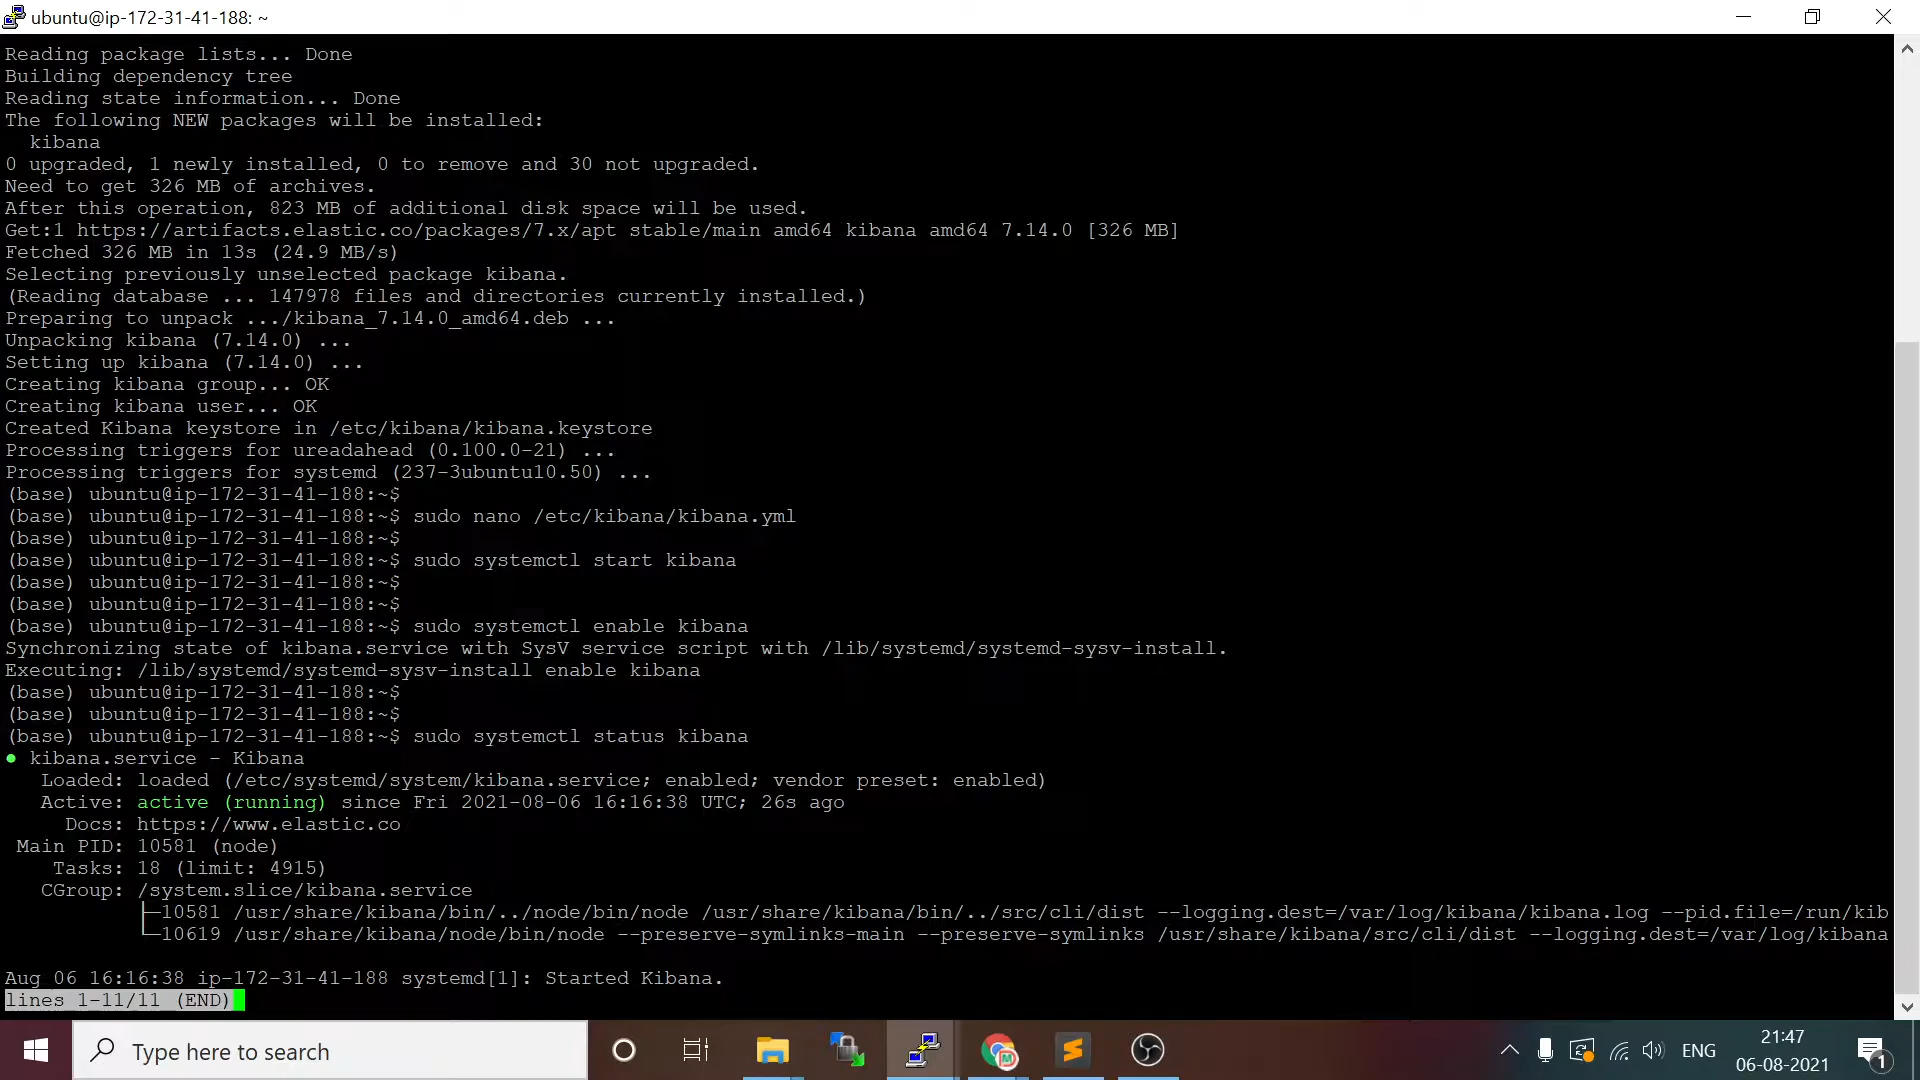 ubuntu@ip-172-31-41-188: ~
Reading package lists... Done
Building dependency tree
Reading state information... Done
The following NEW packages will be installed:
  kibana
0 upgraded, 1 newly installed, 0 to remove and 30 not upgraded.
Need to get 326 MB of archives.
After this operation, 823 MB of additional disk space will be used.
Get:1 https://artifacts.elastic.co/packages/7.x/apt stable/main amd64 kibana amd64 7.14.0 [326 MB]
Fetched 326 MB in 13s (24.9 MB/s)
Selecting previously unselected package kibana.
(Reading database ... 147978 files and directories currently installed.)
Preparing to unpack .../kibana_7.14.0_amd64.deb ...
Unpacking kibana (7.14.0) ...
Setting up kibana (7.14.0) ...
Creating kibana group... OK
Creating kibana user... OK
Created Kibana keystore in /etc/kibana/kibana.keystore
Processing triggers for ureadahead (0.100.0-21) ...
Processing triggers for systemd (237-3ubuntu10.50) ...
(base) ubuntu@ip-172-31-41-188:~$
(base) ubuntu@ip-172-31-41-188:~$ sudo nano /etc/kibana/kibana.yml
(base) ubuntu@ip-172-31-41-188:~$
(base) ubuntu@ip-172-31-41-188:~$ sudo systemctl start kibana
(base) ubuntu@ip-172-31-41-188:~$
(base) ubuntu@ip-172-31-41-188:~$
(base) ubuntu@ip-172-31-41-188:~$ sudo systemctl enable kibana
Synchronizing state of kibana.service with SysV service script with /lib/systemd/systemd-sysv-install.
Executing: /lib/systemd/systemd-sysv-install enable kibana
(base) ubuntu@ip-172-31-41-188:~$
(base) ubuntu@ip-172-31-41-188:~$
(base) ubuntu@ip-172-31-41-188:~$ sudo systemctl status kibana
● kibana.service - Kibana
   Loaded: loaded (/etc/systemd/system/kibana.service; enabled; vendor preset: enabled)
   Active: active (running) since Fri 2021-08-06 16:16:38 UTC; 26s ago
     Docs: https://www.elastic.co
 Main PID: 10581 (node)
    Tasks: 18 (limit: 4915)
   CGroup: /system.slice/kibana.service
           ├─10581 /usr/share/kibana/bin/../node/bin/node /usr/share/kibana/bin/../src/cli/dist --logging.dest=/var/log/kibana/kibana.log --pid.file=/run/kib
           └─10619 /usr/share/kibana/node/bin/node --preserve-symlinks-main --preserve-symlinks /usr/share/kibana/src/cli/dist --logging.dest=/var/log/kibana
Aug 06 16:16:38 ip-172-31-41-188 systemd[1]: Started Kibana.
lines 1-11/11 (END)
Type here to search
M
ENG
21:47
06-08-2021
1